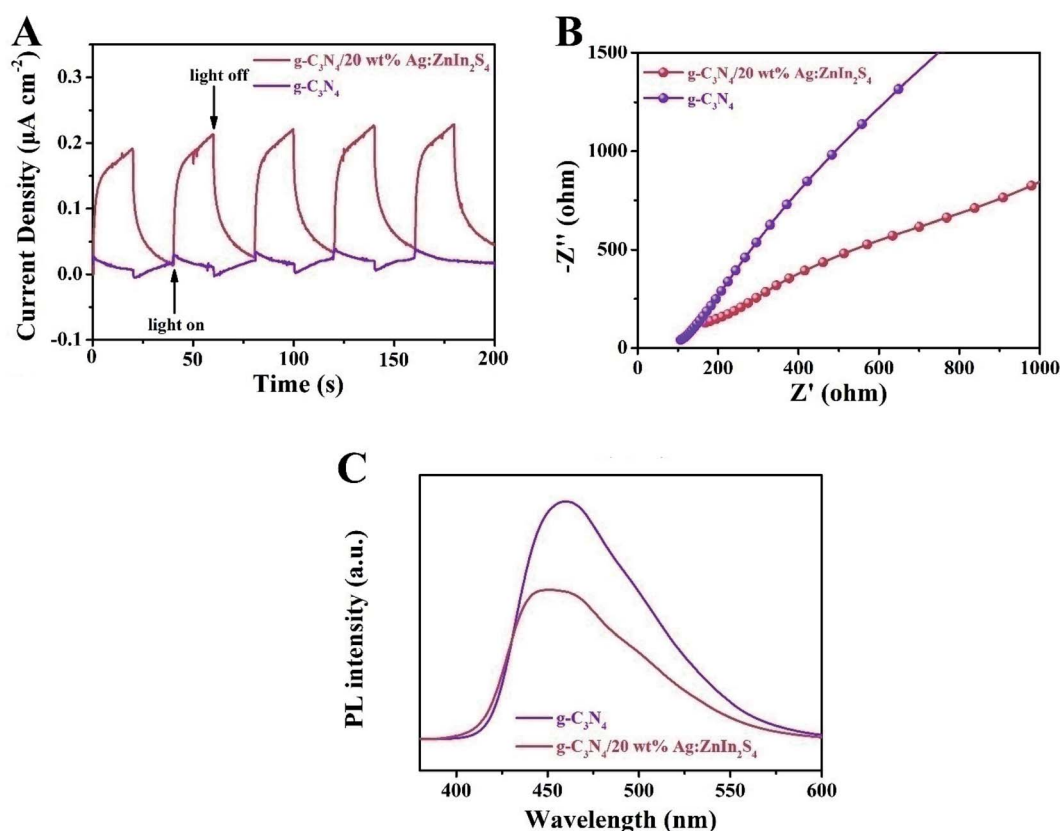 A
g-C₃N₄/20 wt% Ag:ZnIn₂S₄
g-C₃N₄
light off
light on
0.3
0.2
0.1
0.0
-0.1
Current Density (μA cm⁻²)
0
50
100
150
200
Time (s)
B
g-C₃N₄/20 wt% Ag:ZnIn₂S₄
g-C₃N₄
1500
1000
500
0
-Z'' (ohm)
0
200
400
600
800
1000
Z' (ohm)
C
PL intensity (a.u.)
g-C₃N₄
g-C₃N₄/20 wt% Ag:ZnIn₂S₄
400
450
500
550
600
Wavelength (nm)